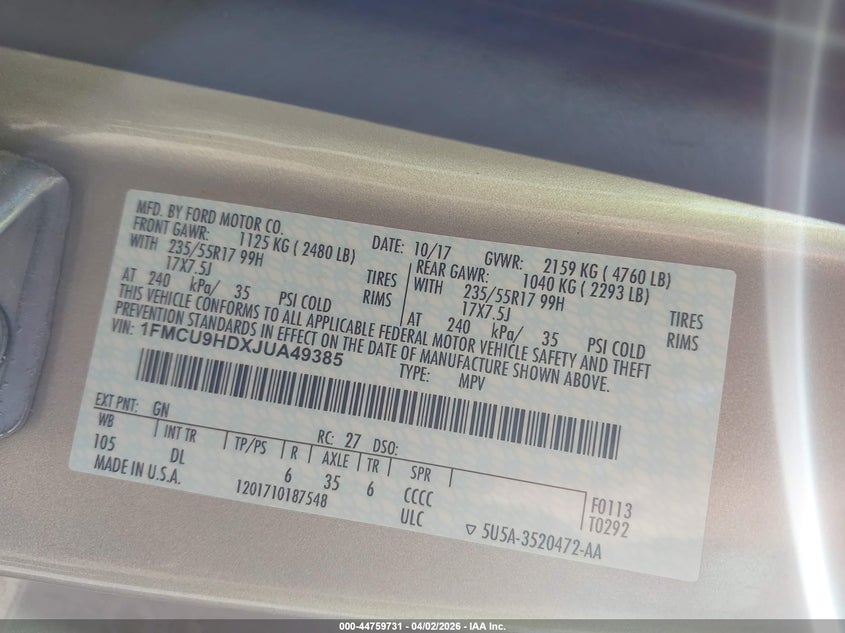 MFD. BY FORD MOTOR CO.
DATE: 10/17 GVWR: 2159 KG ( 4760 LB)
FRONT GAWR: 1125 KG ( 2480 LB) REAR GAWR: 1040 KG ( 2293 LB)
WITH 235/55R17 99H TIRES WITH 235/55R17 99H TIRES
17X7.5J RIMS 17X7.5J RIMS
AT 240 kPa/ 35 PSI COLD AT 240 kPa/ 35 PSI COLD
THIS VEHICLE CONFORMS TO ALL APPLICABLE FEDERAL MOTOR VEHICLE SAFETY AND THEFT
PREVENTION STANDARDS IN EFFECT ON THE DATE OF MANUFACTURE SHOWN ABOVE.
VIN: 1FMCU9HDXJUA49385 TYPE: MPV
EXT PNT: GN RC: 27 DSO:
WB INT TR TP/PS R AXLE TR SPR
105 DL 6 35 6 CCCC F0113
MADE IN U.S.A. 1201710187548 ULC T0292
▽ 5U5A-3520472-AA
000-44759731 - 04/02/2026 - IAA Inc.